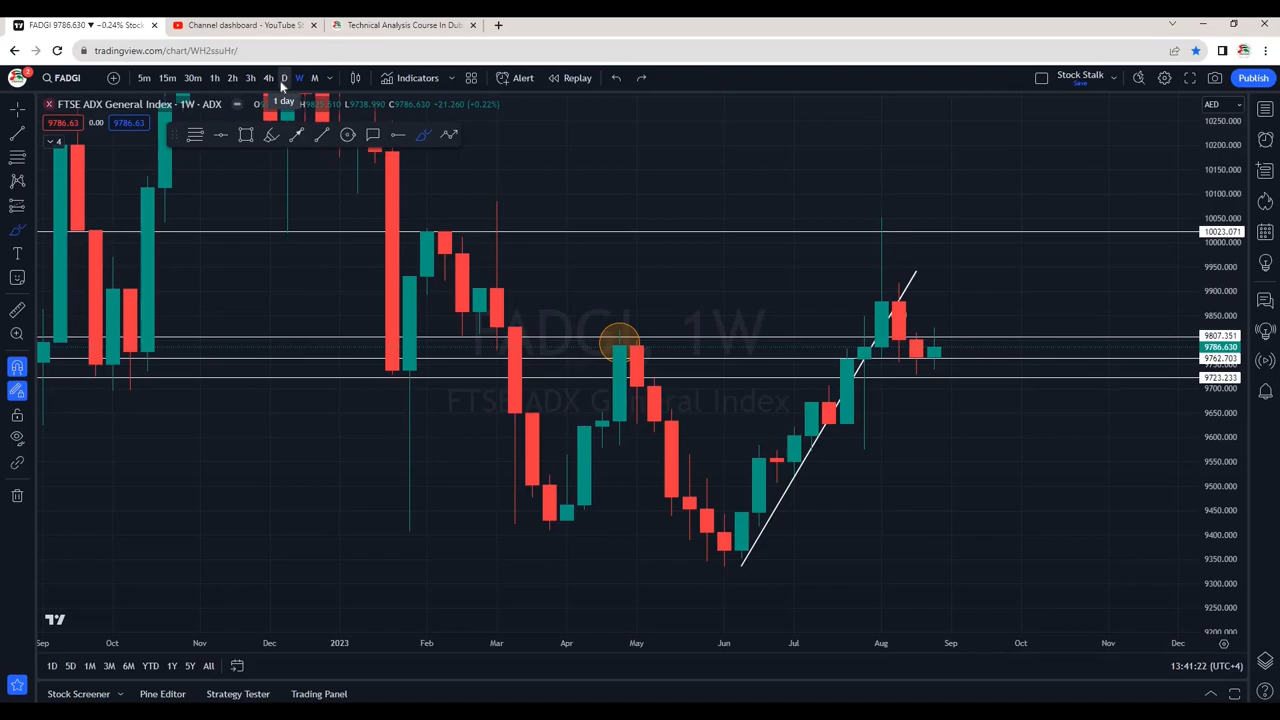 FADGI 9786.630 ▼ −0.24% Stock
Channel dashboard - YouTube St
Technical Analysis Course In Dub
tradingview.com/chart/WH2ssuHr/
2
FADGI
5m 15m 30m 1h 2h 3h 4h D W M
Indicators
Alert
Replay
Stock Stalk
Save
Publish
1 day
FTSE ADX General Index · 1W · ADX
L9738.990 C9786.630 +21.260 (+0.22%)
AED
9786.63 0.00 9786.63
4
10250.000
10200.000
10150.000
10100.000
10050.000
10023.071
10000.000
9950.000
9900.000
9850.000
9807.351
9786.630
9762.703
9723.233
9700.000
9650.000
9600.000
9550.000
9500.000
9450.000
9400.000
9350.000
9300.000
9250.000
9200.000
FADGI, 1W
FTSE ADX General Index
Sep Oct Nov Dec 2023 Feb Mar Apr May Jun Jul Aug Sep Oct Nov Dec
1D 5D 1M 3M 6M YTD 1Y 5Y All
13:41:22 (UTC+4)
Stock Screener Pine Editor Strategy Tester Trading Panel